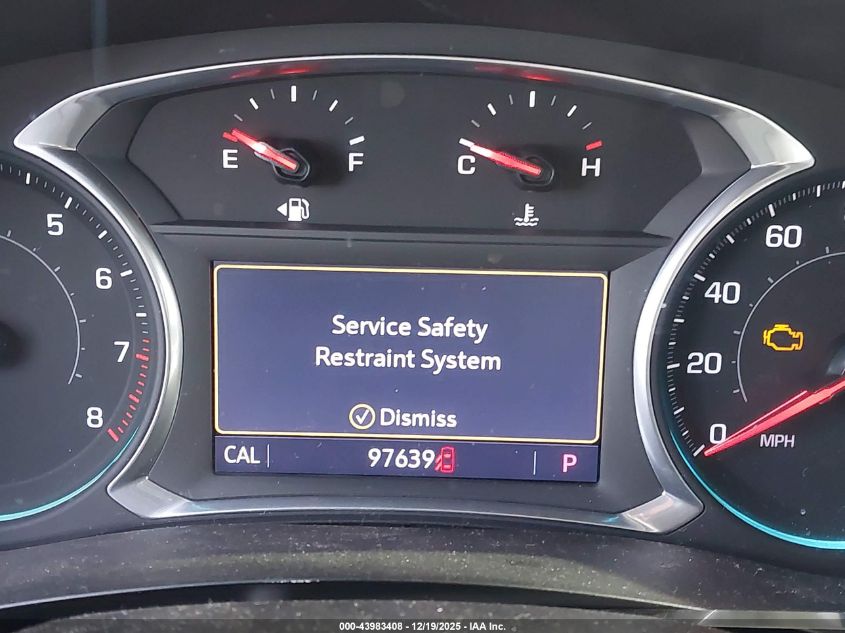 E F C H
5 60
6 40
Service Safety
Restraint System
7 20
8 0 MPH
Dismiss
CAL 97639 P
000-43983408 - 12/19/2025 - IAA Inc.